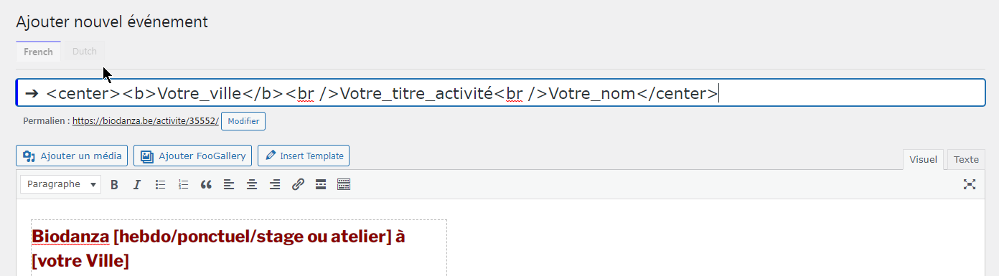 Ajouter nouvel événement
French Dutch
➔ <center><b>Votre_ville</b><br />Votre_titre_activité<br />Votre_nom</center>
Permalien : https://biodanza.be/activite/35552/ Modifier
Ajouter un média Ajouter FooGallery Insert Template
Visuel Texte
Paragraphe B I
Biodanza [hebdo/ponctuel/stage ou atelier] à
[votre Ville]